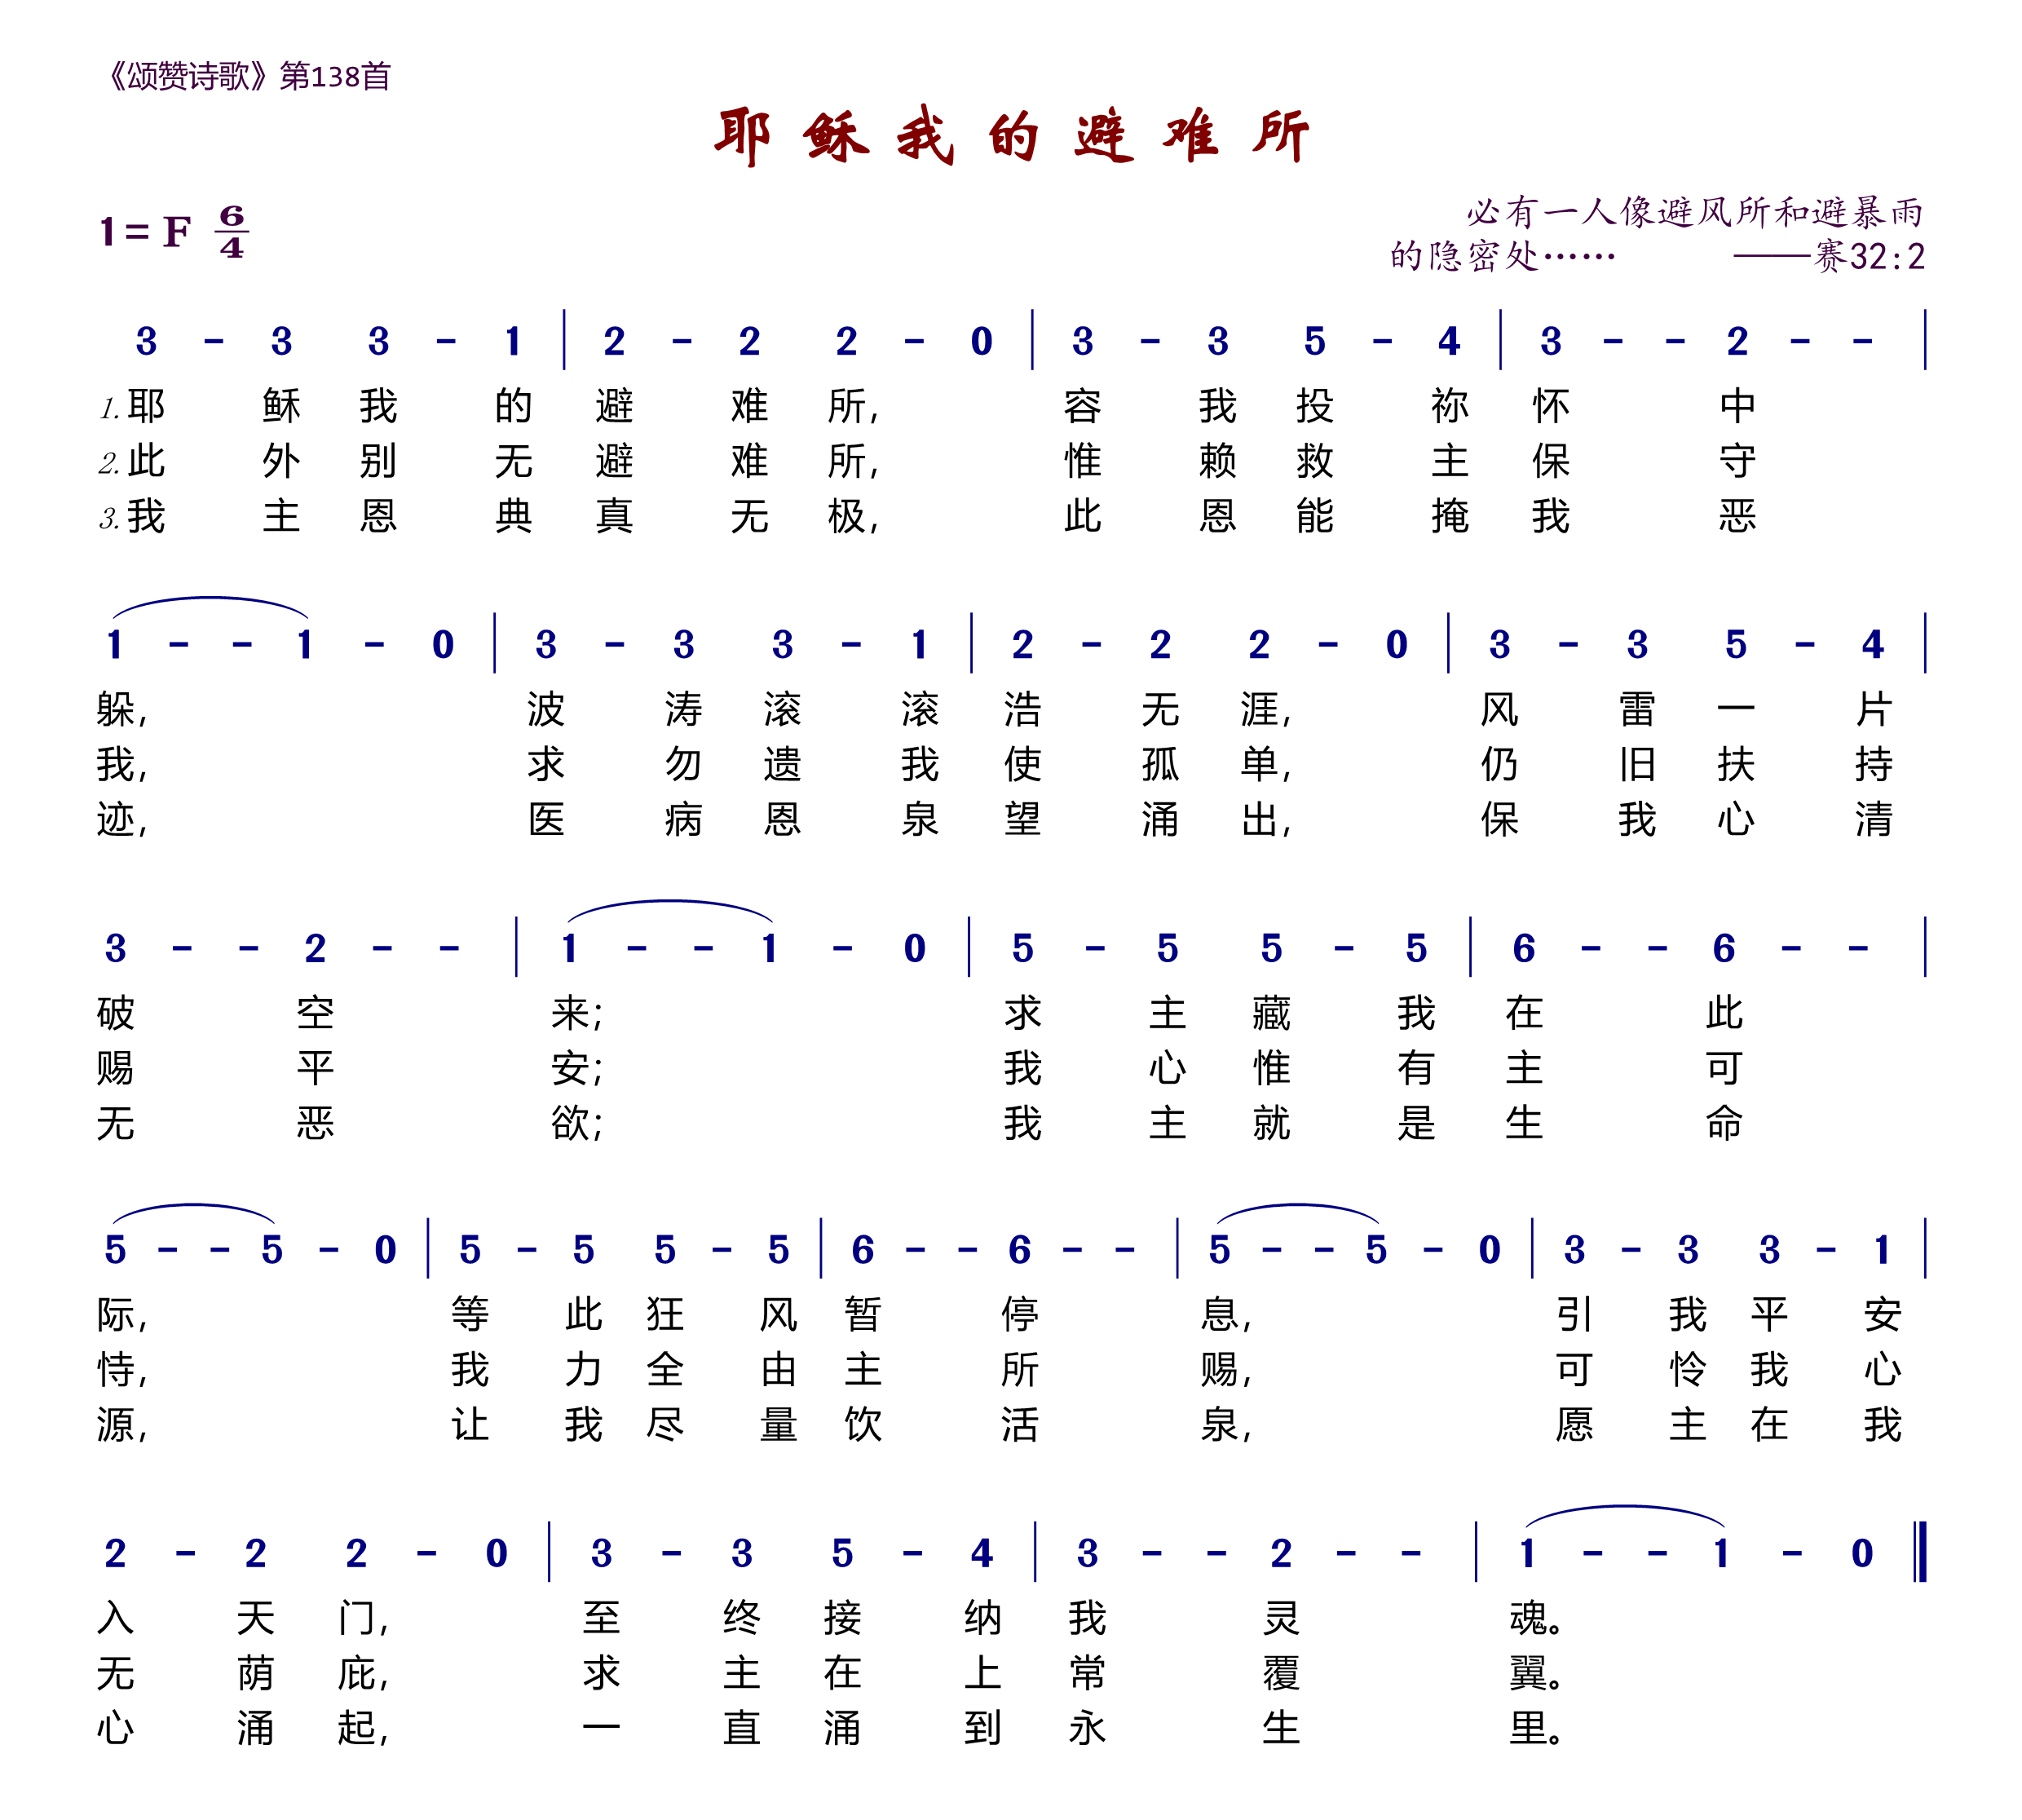 《颂赞诗歌》第138首
耶稣我的避难所
1= F 6/4
必有一人像避风所和避暴雨
的隐密处…… ——赛32:2
3 - 3 3 - 1 | 2 - 2 2 - 0 | 3 - 3 5 - 4 | 3 - - 2 - - |
1.耶 稣 我 的 避 难 所, 容 我 投 祢 怀 中
2.此 外 别 无 避 难 所, 惟 赖 救 主 保 守
3.我 主 恩 典 真 无 极, 此 恩 能 掩 我 恶
1 - - 1 - 0 | 3 - 3 3 - 1 | 2 - 2 2 - 0 | 3 - 3 5 - 4 |
躲, 波 涛 滚 滚 浩 无 涯, 风 雷 一 片
我, 求 勿 遗 我 使 孤 单, 仍 旧 扶 持
迹, 医 病 恩 泉 望 涌 出, 保 我 心 清
3 - - 2 - - | 1 - - 1 - 0 | 5 - 5 5 - 5 | 6 - - 6 - - |
破 空 来; 求 主 藏 我 在 此
赐 平 安; 我 心 惟 有 主 可
无 恶 欲; 我 主 就 是 生 命
5 - - 5 - 0 | 5 - 5 5 - 5 | 6 - - 6 - - | 5 - - 5 - 0 | 3 - 3 3 - 1 |
际, 等 此 狂 风 暂 停 息, 引 我 平 安
恃, 我 力 全 由 主 所 赐, 可 怜 我 心
源, 让 我 尽 量 饮 活 泉, 愿 主 在 我
2 - 2 2 - 0 | 3 - 3 5 - 4 | 3 - - 2 - - | 1 - - 1 - 0 ‖
入 天 门, 至 终 接 纳 我 灵 魂。
无 荫 庇, 求 主 在 上 常 覆 翼。
心 涌 起, 一 直 涌 到 永 生 里。